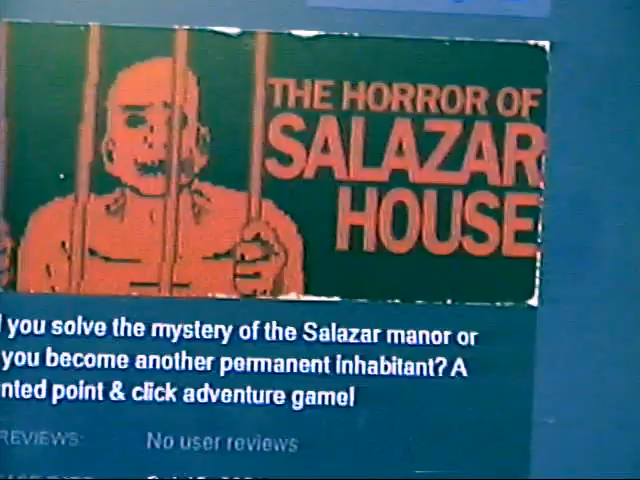 THE HORROR OF
SALAZAR
HOUSE
you solve the mystery of the Salazar manor or
you become another permanent inhabitant? A
nted point & click adventure game!
REVIEWS:
No user reviews